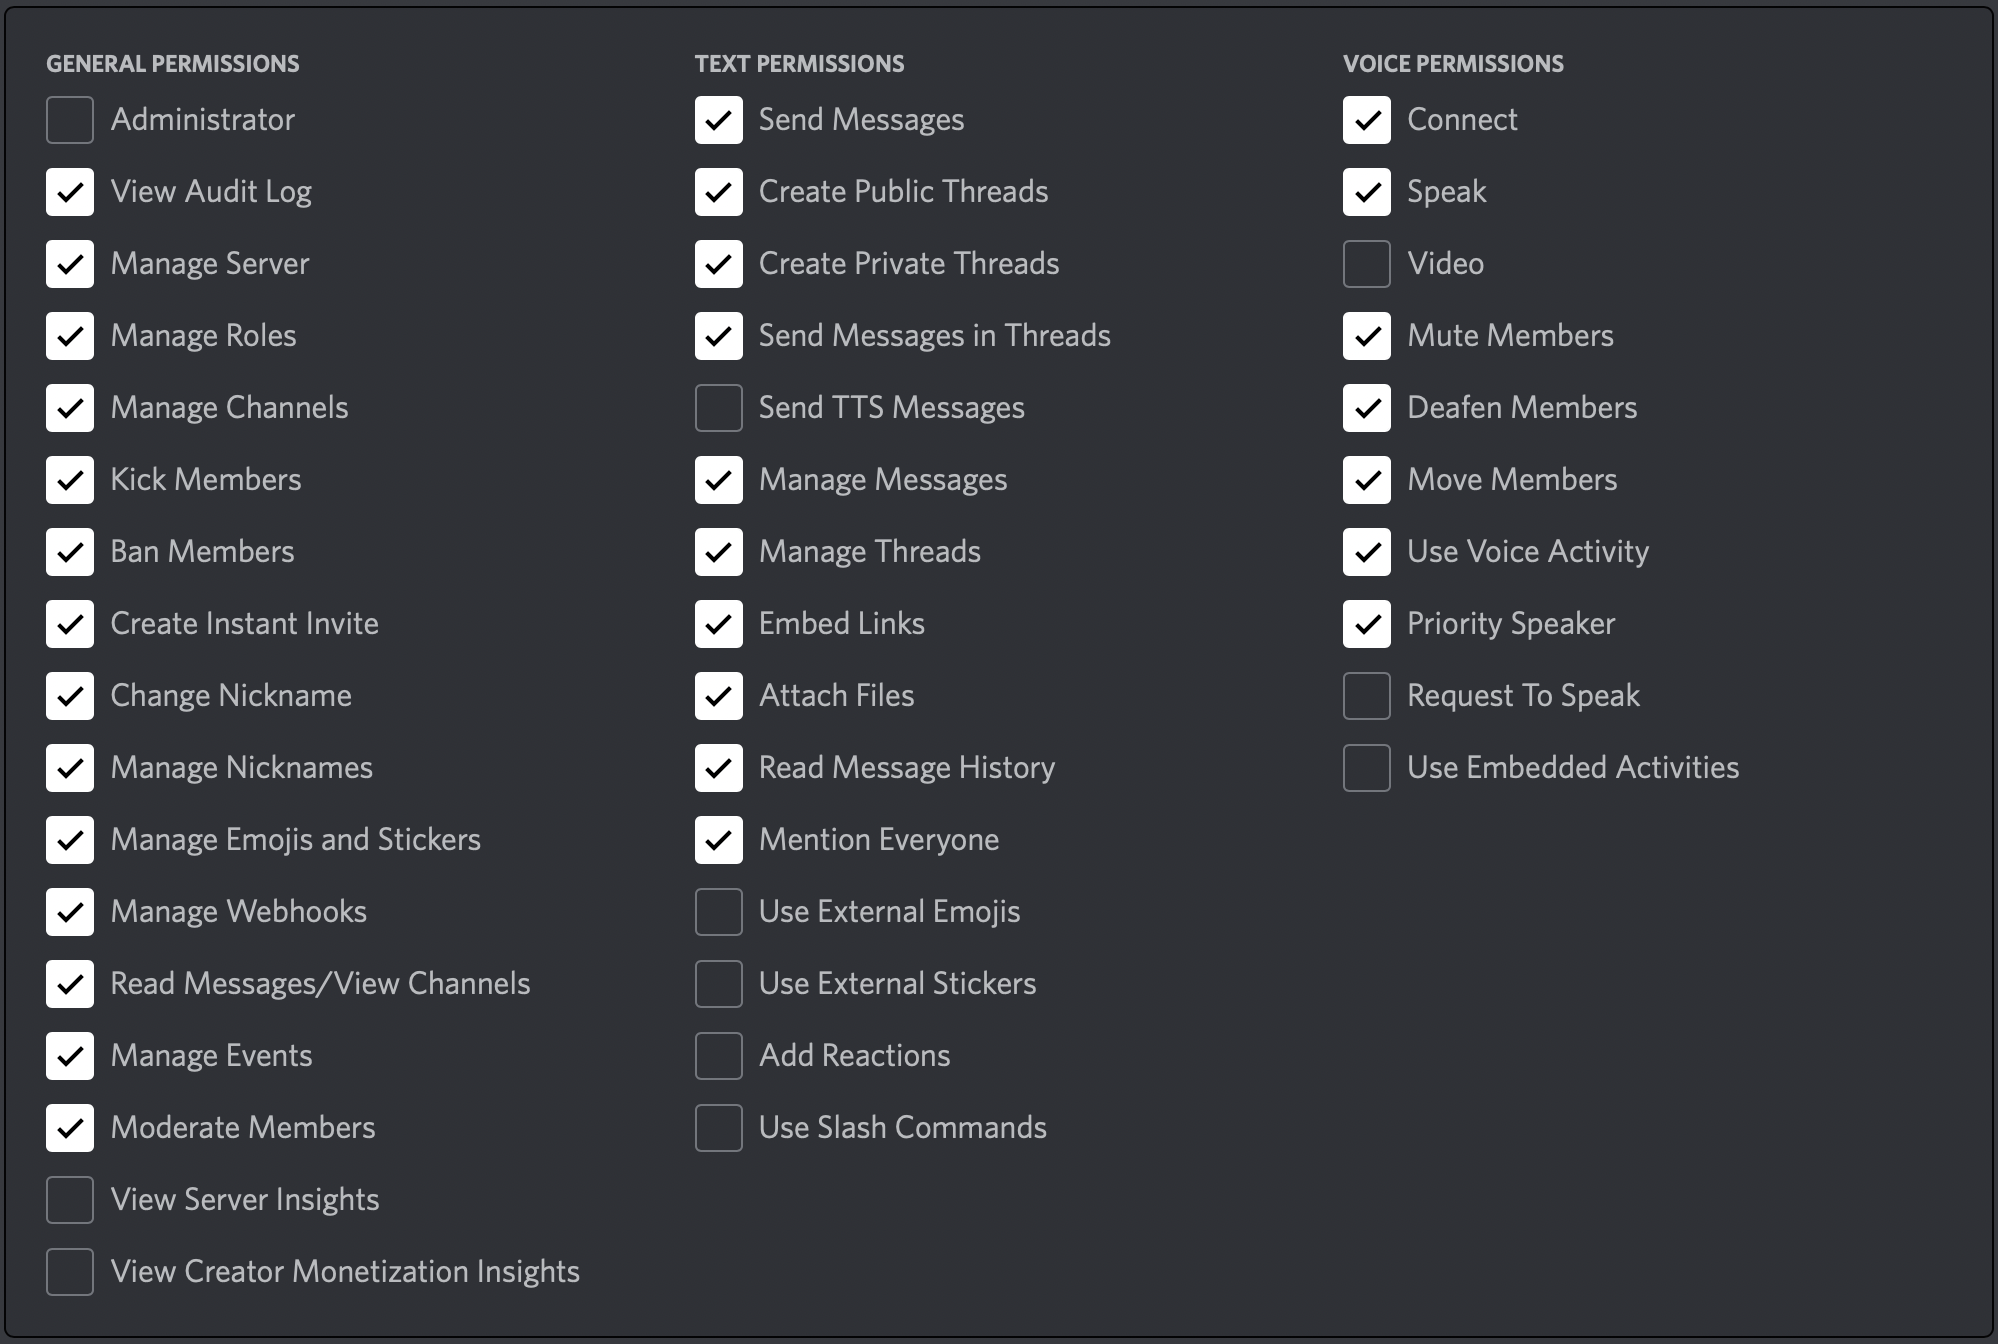 GENERAL PERMISSIONS
Administrator
View Audit Log
Manage Server
Manage Roles
Manage Channels
Kick Members
Ban Members
Create Instant Invite
Change Nickname
Manage Nicknames
Manage Emojis and Stickers
Manage Webhooks
Read Messages/View Channels
Manage Events
Moderate Members
View Server Insights
View Creator Monetization Insights
TEXT PERMISSIONS
Send Messages
Create Public Threads
Create Private Threads
Send Messages in Threads
Send TTS Messages
Manage Messages
Manage Threads
Embed Links
Attach Files
Read Message History
Mention Everyone
Use External Emojis
Use External Stickers
Add Reactions
Use Slash Commands
VOICE PERMISSIONS
Connect
Speak
Video
Mute Members
Deafen Members
Move Members
Use Voice Activity
Priority Speaker
Request To Speak
Use Embedded Activities